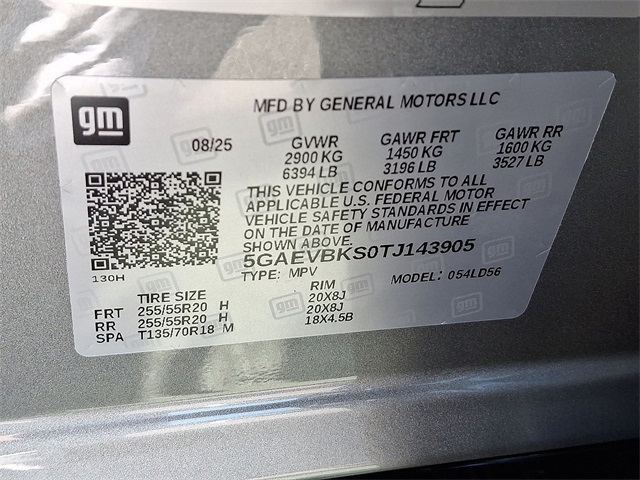 gm
MFD BY GENERAL MOTORS LLC
08/25
GVWR GAWR FRT GAWR RR
2900 KG 1450 KG 1600 KG
6394 LB 3196 LB 3527 LB
THIS VEHICLE CONFORMS TO ALL
APPLICABLE U.S. FEDERAL MOTOR
VEHICLE SAFETY STANDARDS IN EFFECT
ON THE DATE OF MANUFACTURE
SHOWN ABOVE.
5GAEVBKS0TJ143905
130H
TYPE: MPV MODEL: 054LD56
TIRE SIZE RIM
FRT 255/55R20 H 20X8J
RR 255/55R20 H 20X8J
SPA T135/70R18 M 18X4.5B